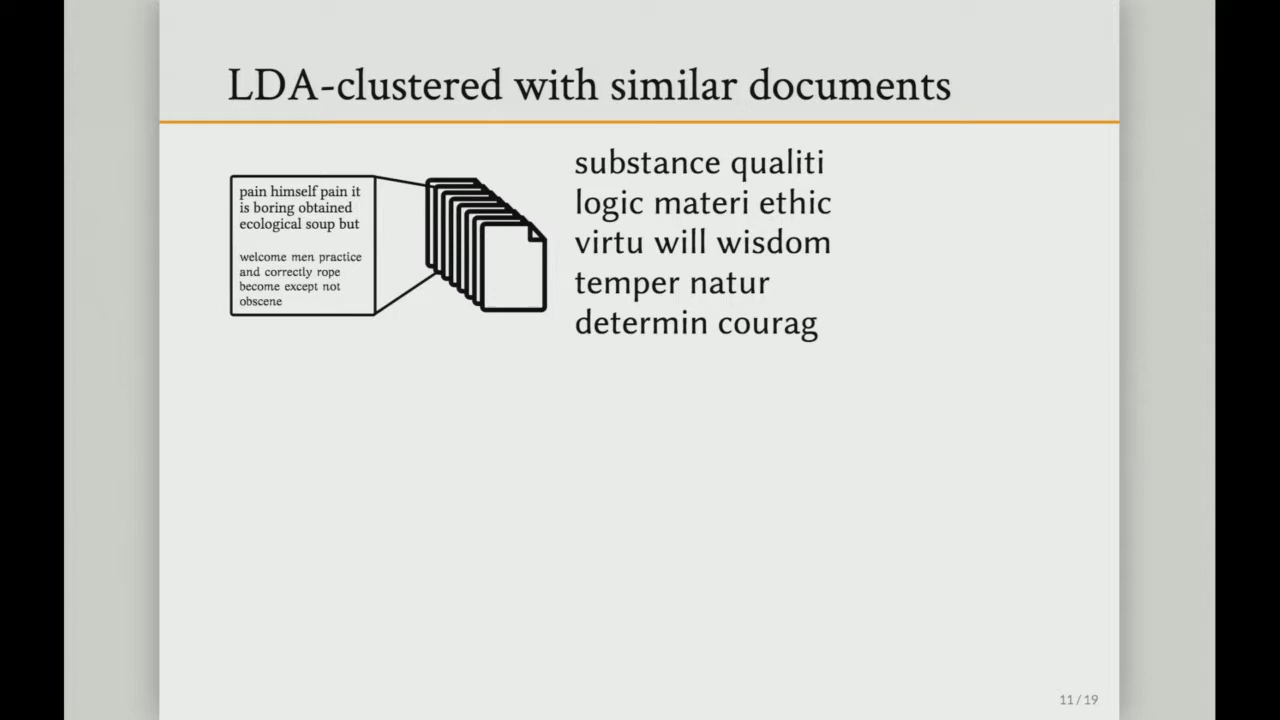 LDA-clustered with similar documents
pain himself pain it
is boring obtained
ecological soup but
welcome men practice
and correctly rope
become except not
obscene
substance qualiti
logic materi ethic
virtu will wisdom
temper natur
determin courag
11 / 19